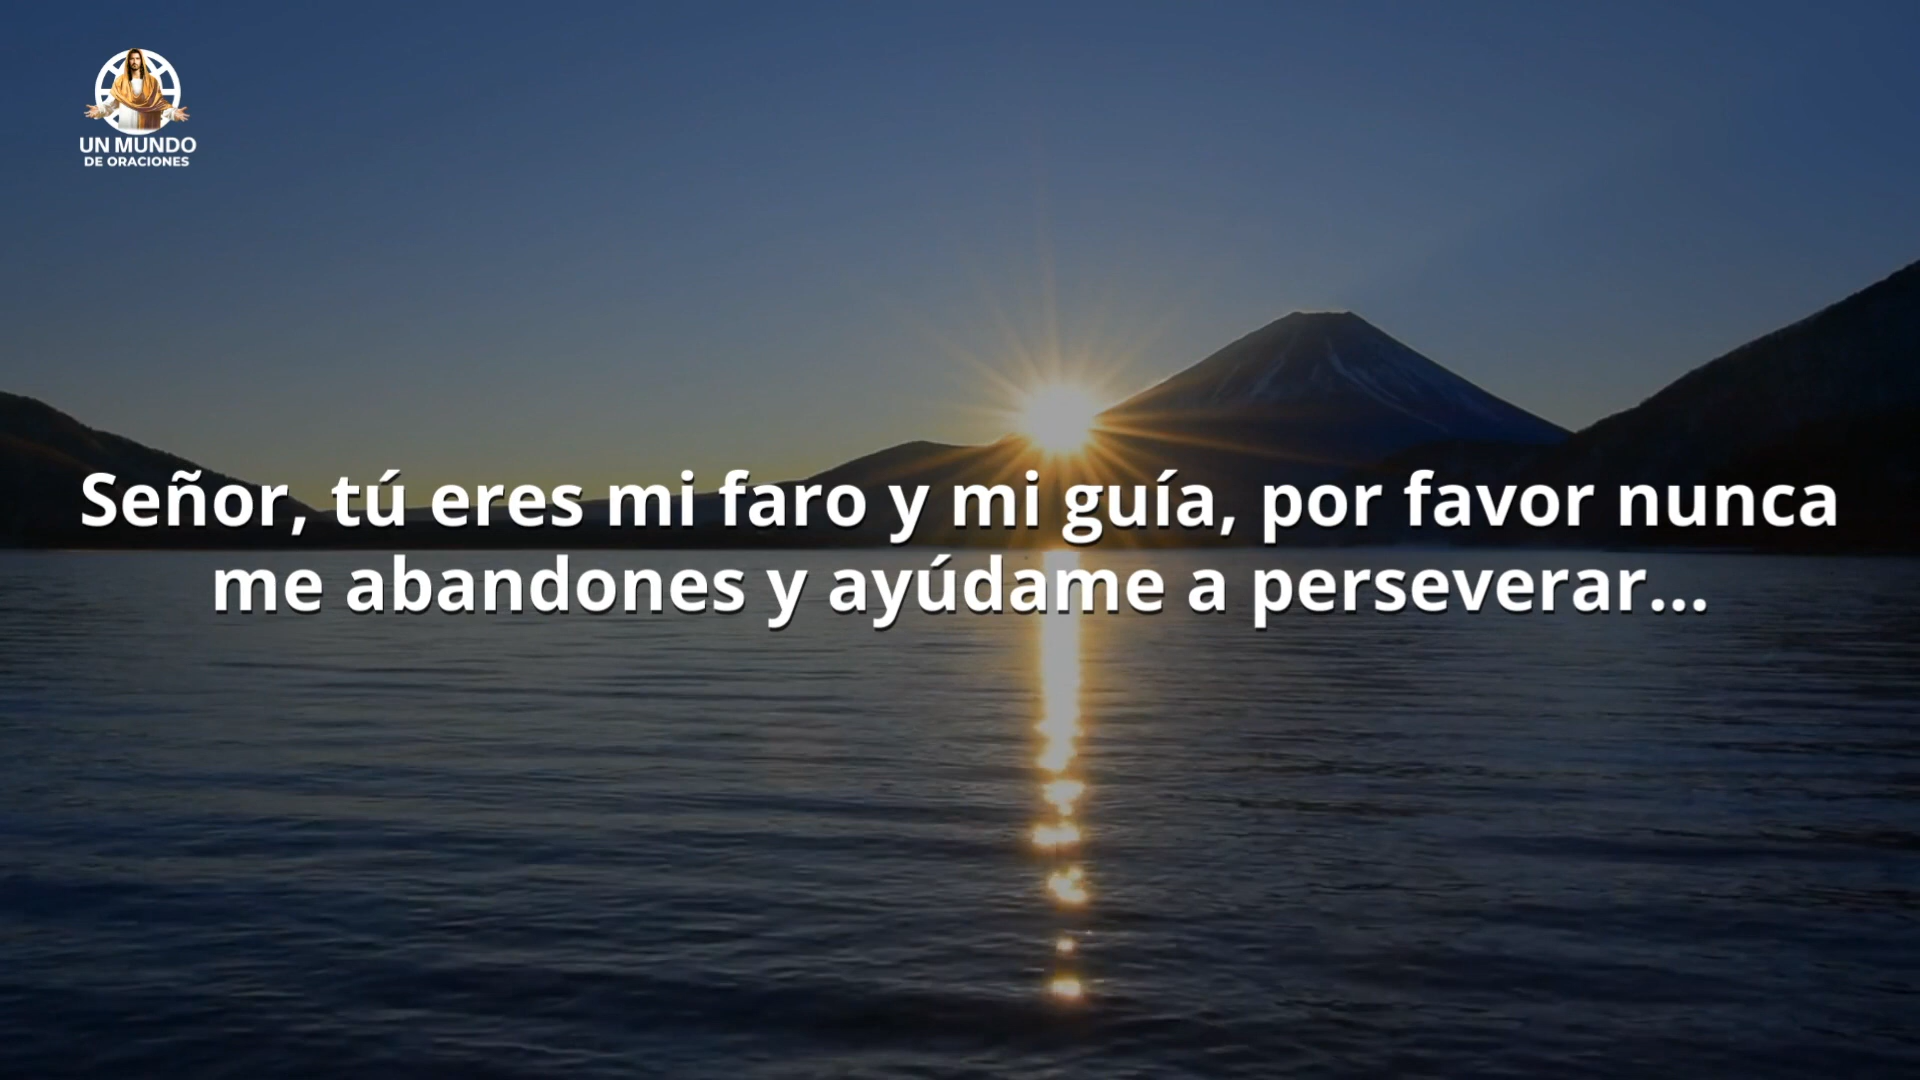 UN MUNDO
DE ORACIONES
Señor, tú eres mi faro y mi guía, por favor nunca
me abandones y ayúdame a perseverar...